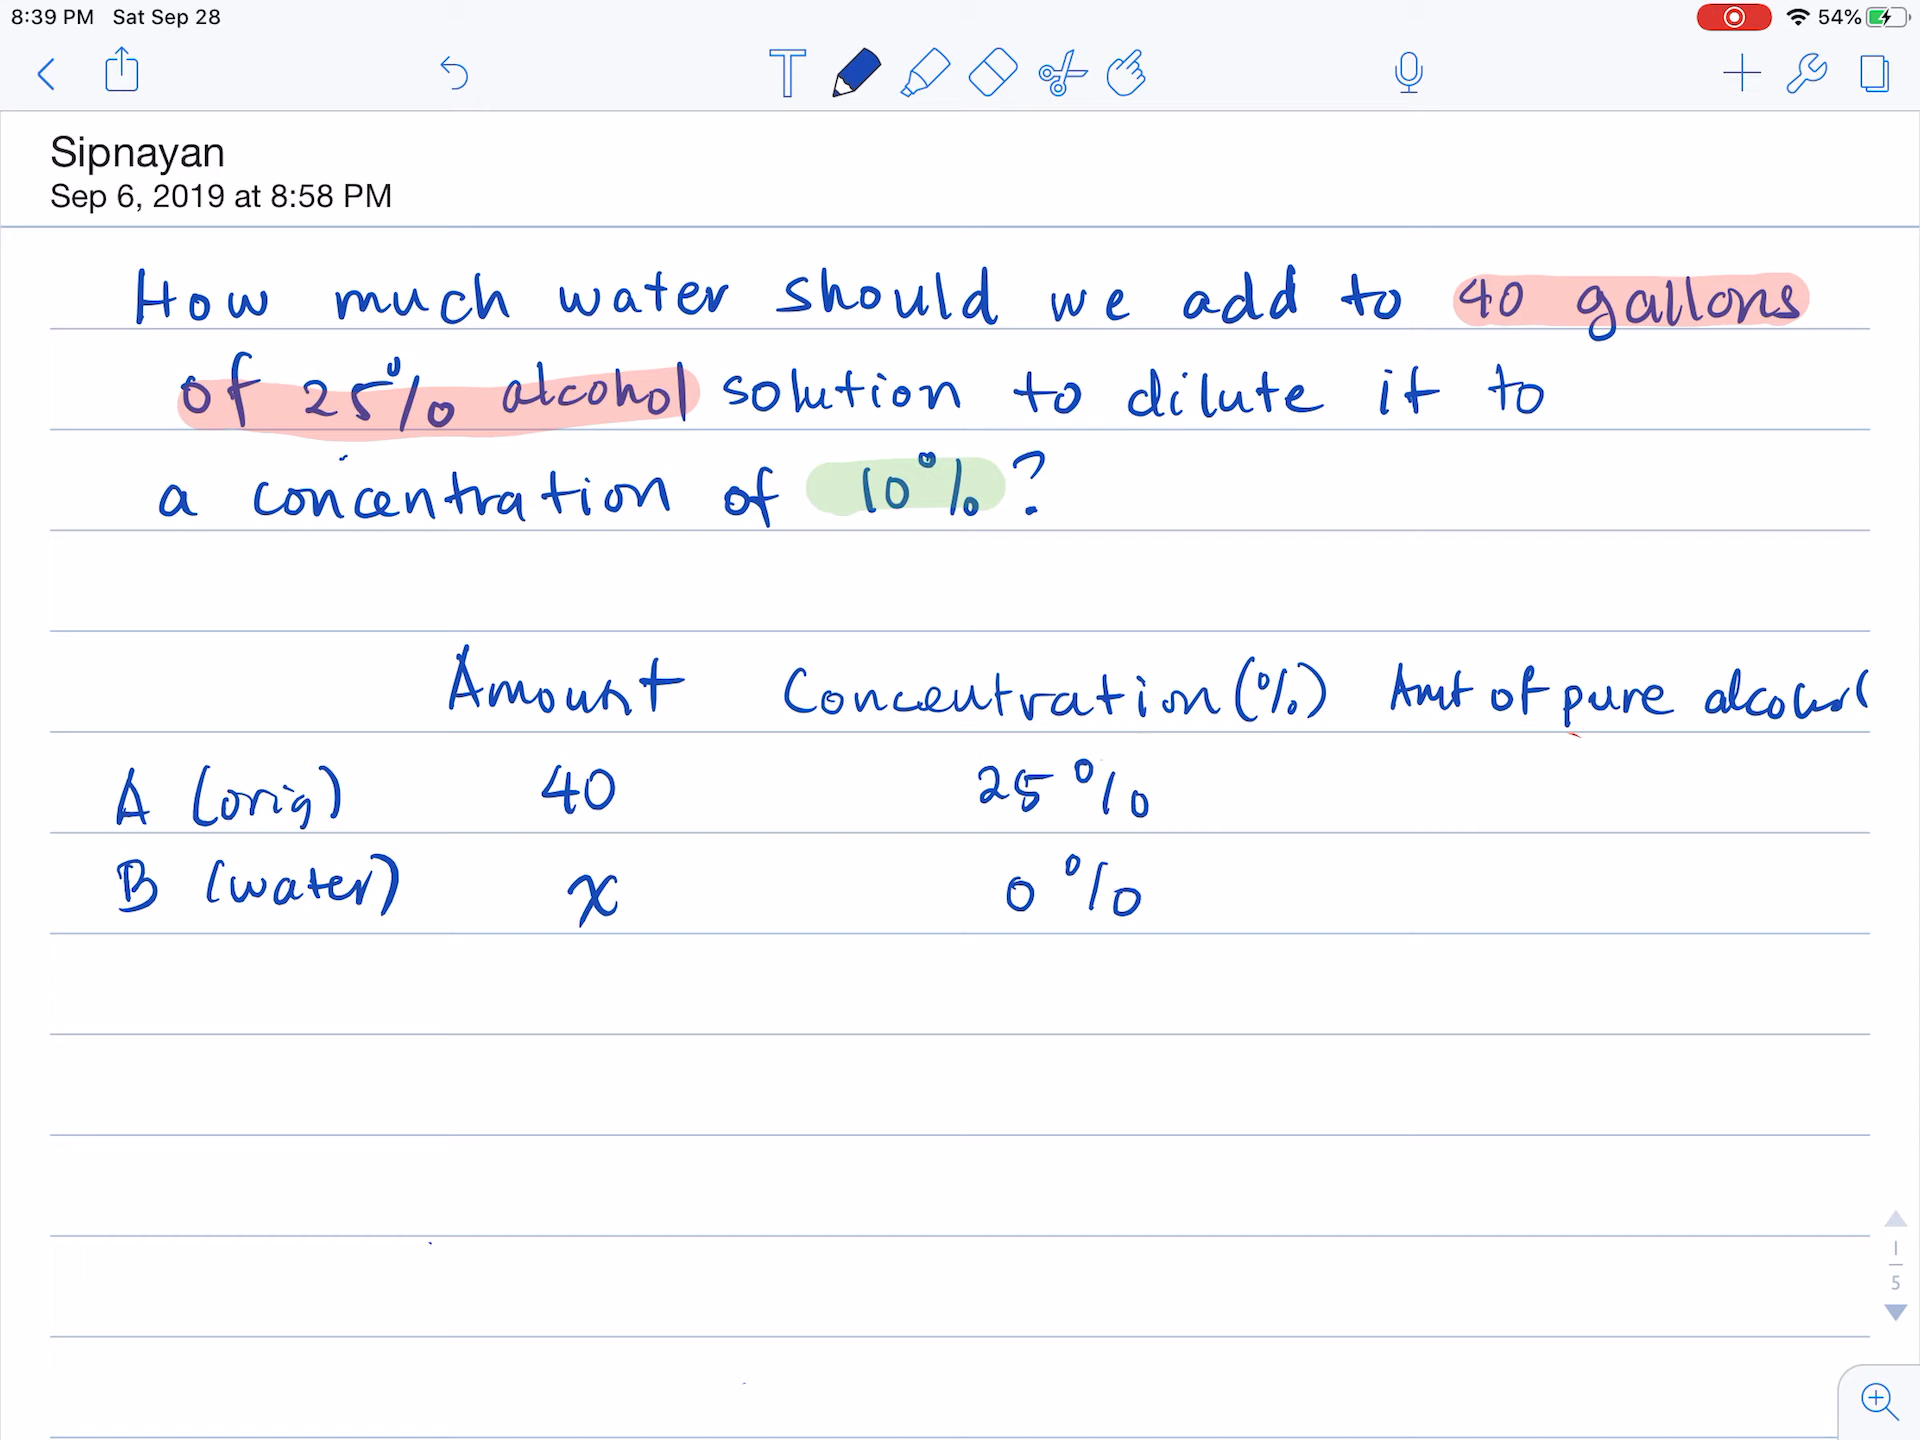 8:39 PM Sat Sep 28 54%
T
Sipnayan
Sep 6, 2019 at 8:58 PM
How much water should we add to 40 gallons
of 25% alcohol solution to dilute it to
a concentration of 10%?
Amount Concentration (%) Amt of pure alcohol
A (orig) 40 25%
B (water) x 0%
1
5